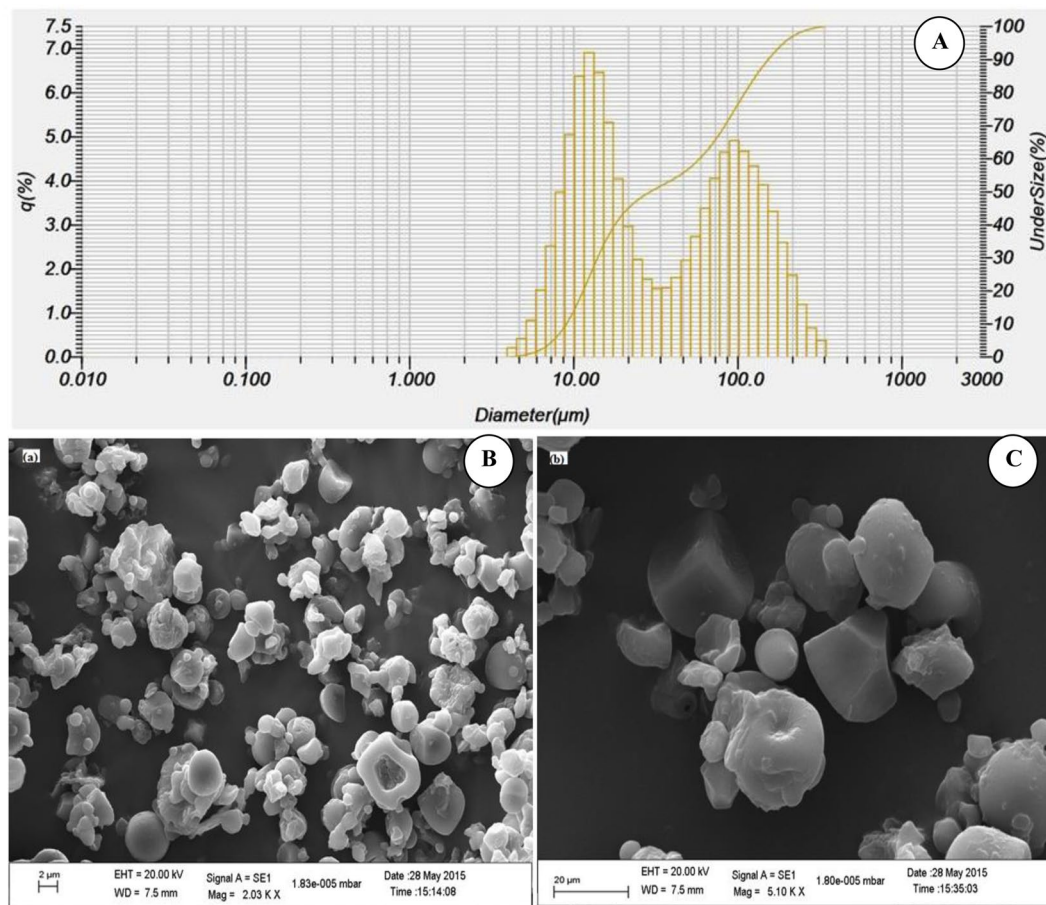 A
7.5
7.0
6.0
5.0
4.0
3.0
2.0
1.0
0.0
q(%)
100
90
80
70
60
50
40
30
20
10
0
UnderSize(%)
0.010 0.100 1.000 10.00 100.0 1000 3000
Diameter(µm)
(a) B
2 µm
EHT = 20.00 kV Signal A = SE1 1.83e-005 mbar Date :28 May 2015
WD = 7.5 mm Mag = 2.03 K X Time :15:14:08
(b) C
20 µm
EHT = 20.00 kV Signal A = SE1 1.80e-005 mbar Date :28 May 2015
WD = 7.5 mm Mag = 5.10 K X Time :15:35:03